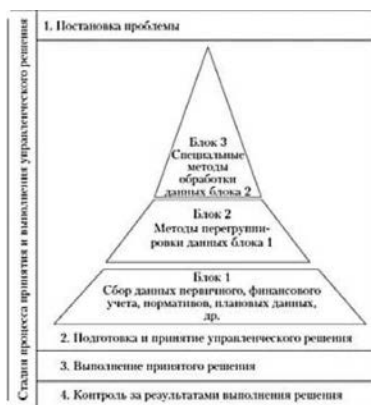 Стадии процесса принятия и выполнения управленческого решения
1. Постановка проблемы
Блок 3
Специальные
методы
обработки
данных блока 2
Блок 2
Методы перегруппи-
ровки данных блока 1
Блок 1
Сбор данных первичного, финансового
учета, нормативов, плановых данных,
др.
2. Подготовка и принятие управленческого решения
3. Выполнение принятого решения
4. Контроль за результатами выполнения решения